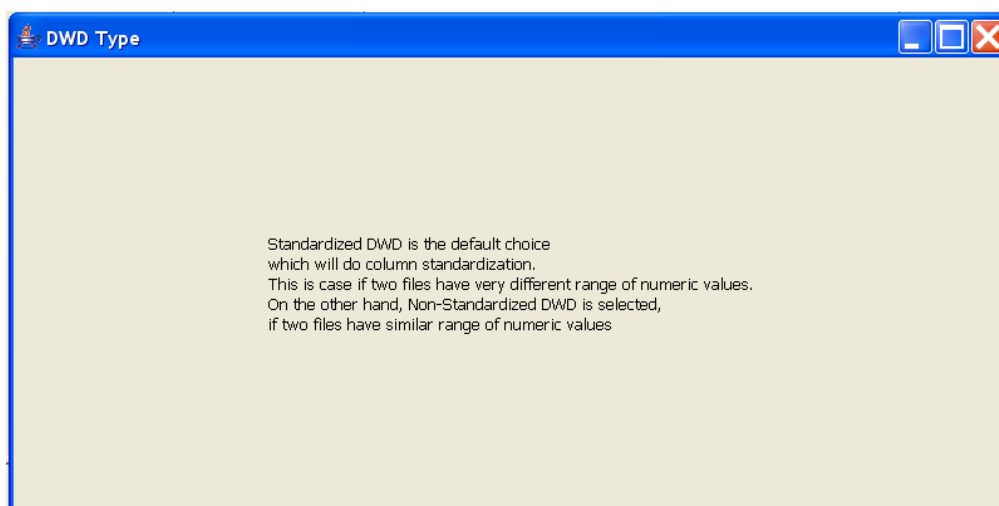 DWD Type
Standardized DWD is the default choice
which will do column standardization.
This is case if two files have very different range of numeric values.
On the other hand, Non-Standardized DWD is selected,
if two files have similar range of numeric values